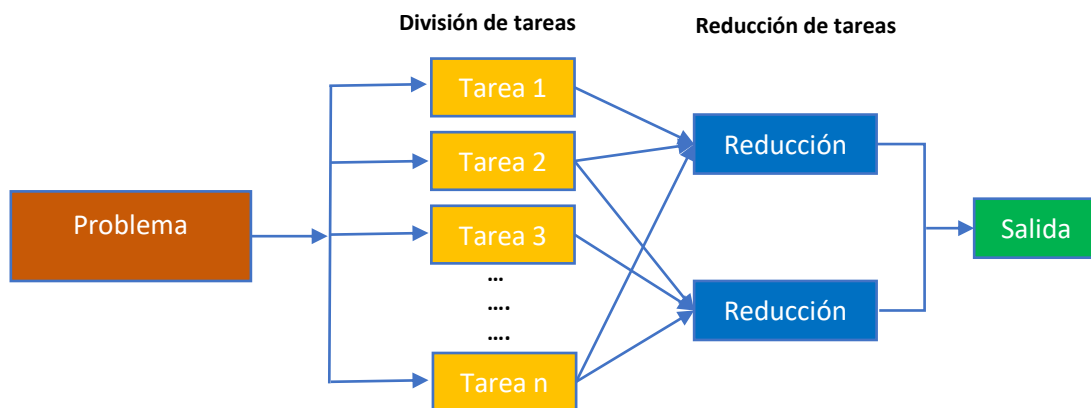 División de tareas
Reducción de tareas
Problema
Tarea 1
Tarea 2
Tarea 3
...
....
....
Tarea n
Reducción
Reducción
Salida